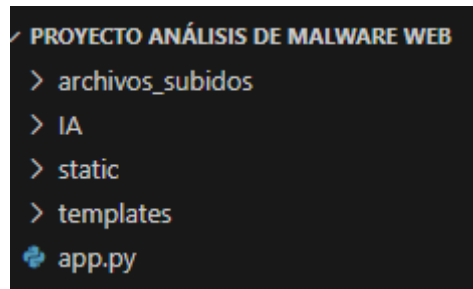 PROYECTO ANÁLISIS DE MALWARE WEB
archivos_subidos
IA
static
templates
app.py